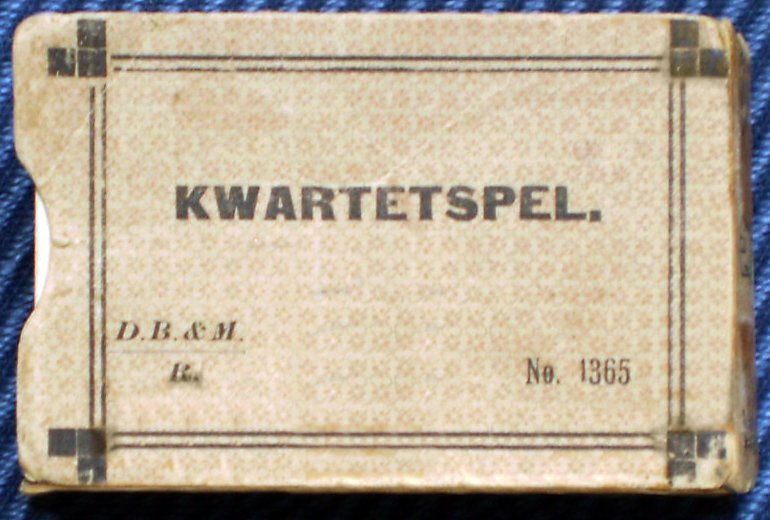 KWARTETSPEL.
D. B. & M.
R.
No. 1365